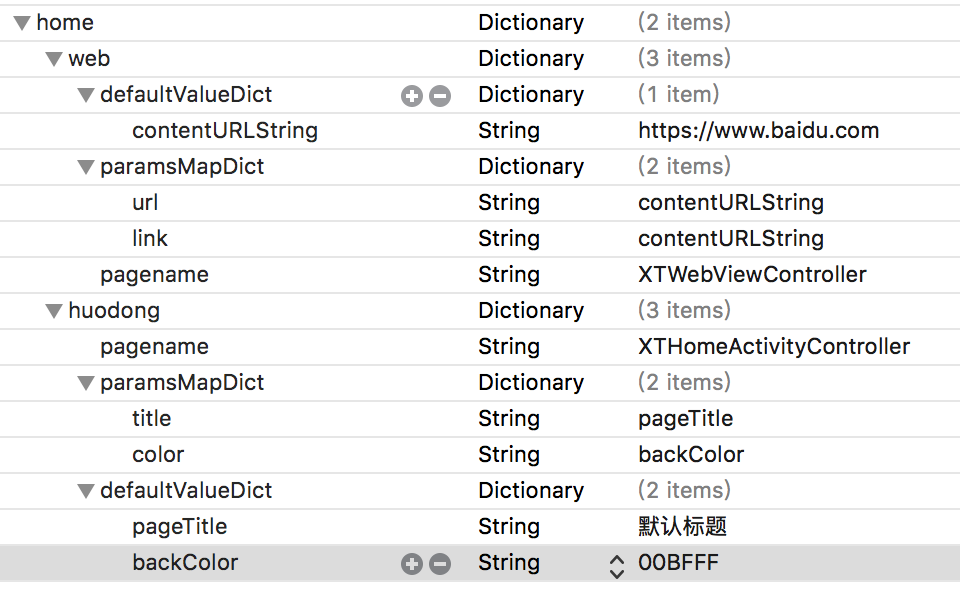 home Dictionary (2 items)
web Dictionary (3 items)
defaultValueDict Dictionary (1 item)
contentURLString String https://www.baidu.com
paramsMapDict Dictionary (2 items)
url String contentURLString
link String contentURLString
pagename String XTWebViewController
huodong Dictionary (3 items)
pagename String XTHomeActivityController
paramsMapDict Dictionary (2 items)
title String pageTitle
color String backColor
defaultValueDict Dictionary (2 items)
pageTitle String 默认标题
backColor String 00BFFF